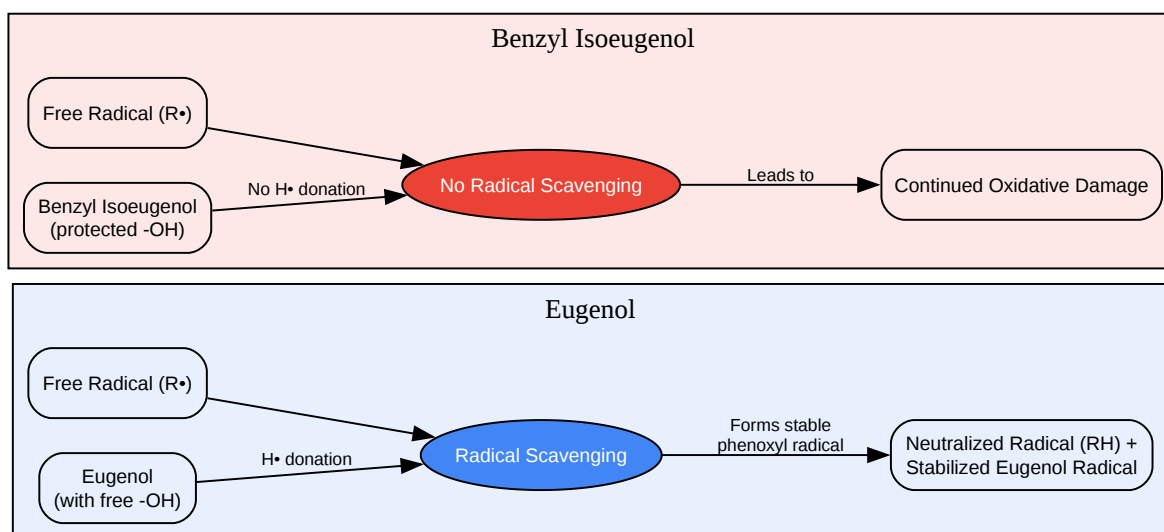 Benzyl Isoeugenol
Free Radical (R•)
No H• donation
Benzyl Isoeugenol
(protected -OH)
No Radical Scavenging
Leads to
Continued Oxidative Damage
Eugenol
Free Radical (R•)
H• donation
Eugenol
(with free -OH)
Radical Scavenging
Forms stable
phenoxyl radical
Neutralized Radical (RH) +
Stabilized Eugenol Radical